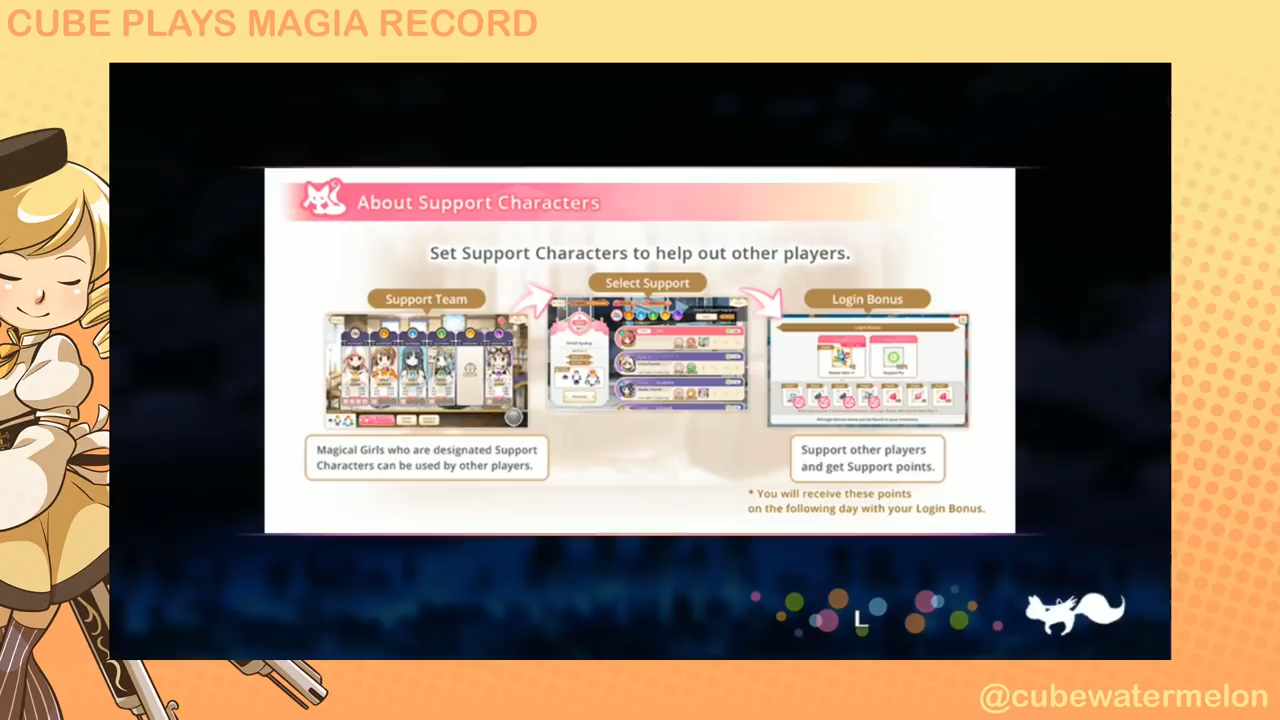 CUBE PLAYS MAGIA RECORD
About Support Characters
Set Support Characters to help out other players.
Select Support
Support Team
Login Bonus
Login Bonus
Magical Girls who are designated Support
Characters can be used by other players.
Support other players
and get Support points.
* You will receive these points
on the following day with your Login Bonus.
L
@cubewatermelon